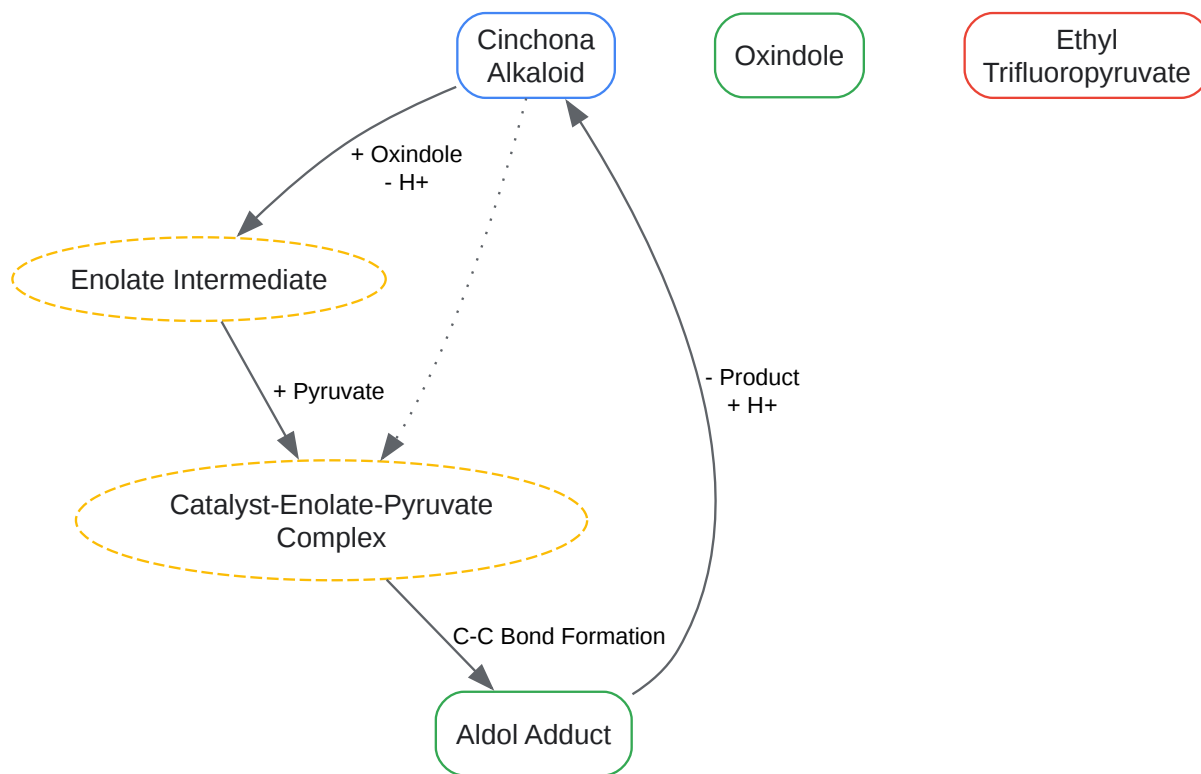 Cinchona
Alkaloid
Oxindole
Ethyl
Trifluoropyruvate
+ Oxindole
- H+
Enolate Intermediate
+ Pyruvate
- Product
+ H+
Catalyst-Enolate-Pyruvate
Complex
C-C Bond Formation
Aldol Adduct